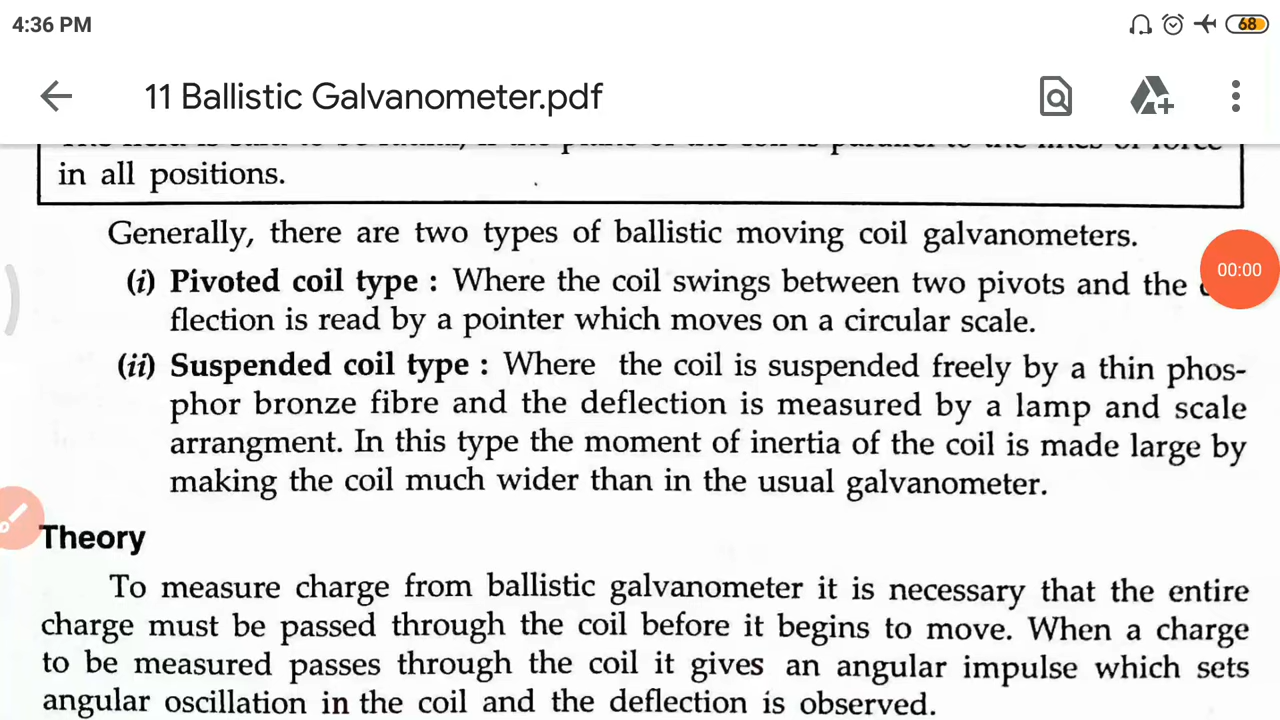 4:36 PM
68
11 Ballistic Galvanometer.pdf
in all positions.
Generally, there are two types of ballistic moving coil galvanometers.
(i) Pivoted coil type : Where the coil swings between two pivots and the
00:00
flection is read by a pointer which moves on a circular scale.
(ii) Suspended coil type : Where the coil is suspended freely by a thin phos-
phor bronze fibre and the deflection is measured by a lamp and scale
arrangment. In this type the moment of inertia of the coil is made large by
making the coil much wider than in the usual galvanometer.
Theory
To measure charge from ballistic galvanometer it is necessary that the entire
charge must be passed through the coil before it begins to move. When a charge
to be measured passes through the coil it gives an angular impulse which sets
angular oscillation in the coil and the deflection is observed.